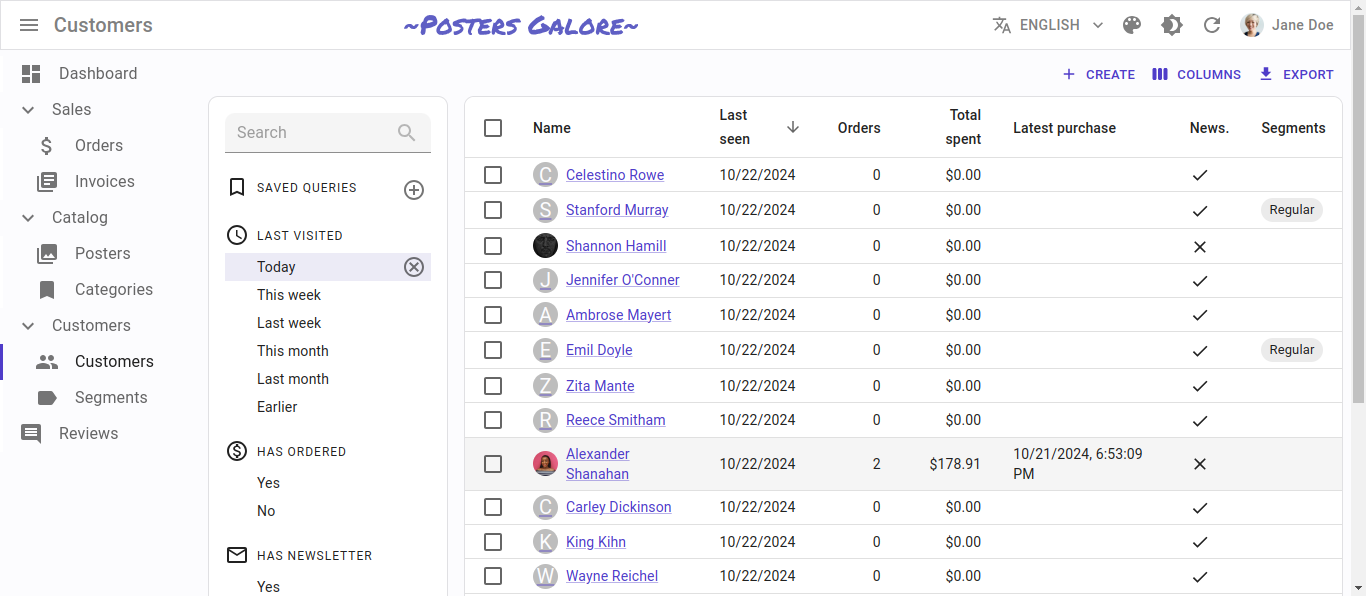 Customers
~Posters Galore~
ENGLISH
Jane Doe
Dashboard
Sales
Orders
Invoices
Catalog
Posters
Categories
Customers
Customers
Segments
Reviews
CREATE
COLUMNS
EXPORT
Search
SAVED QUERIES
LAST VISITED
Today
This week
Last week
This month
Last month
Earlier
HAS ORDERED
Yes
No
HAS NEWSLETTER
Yes
Name Last seen Orders Total spent Latest purchase News. Segments
C Celestino Rowe 10/22/2024 0 $0.00
S Stanford Murray 10/22/2024 0 $0.00 Regular
Shannon Hamill 10/22/2024 0 $0.00
J Jennifer O'Conner 10/22/2024 0 $0.00
A Ambrose Mayert 10/22/2024 0 $0.00
E Emil Doyle 10/22/2024 0 $0.00 Regular
Z Zita Mante 10/22/2024 0 $0.00
R Reece Smitham 10/22/2024 0 $0.00
Alexander Shanahan 10/22/2024 2 $178.91 10/21/2024, 6:53:09 PM
C Carley Dickinson 10/22/2024 0 $0.00
K King Kihn 10/22/2024 0 $0.00
W Wayne Reichel 10/22/2024 0 $0.00